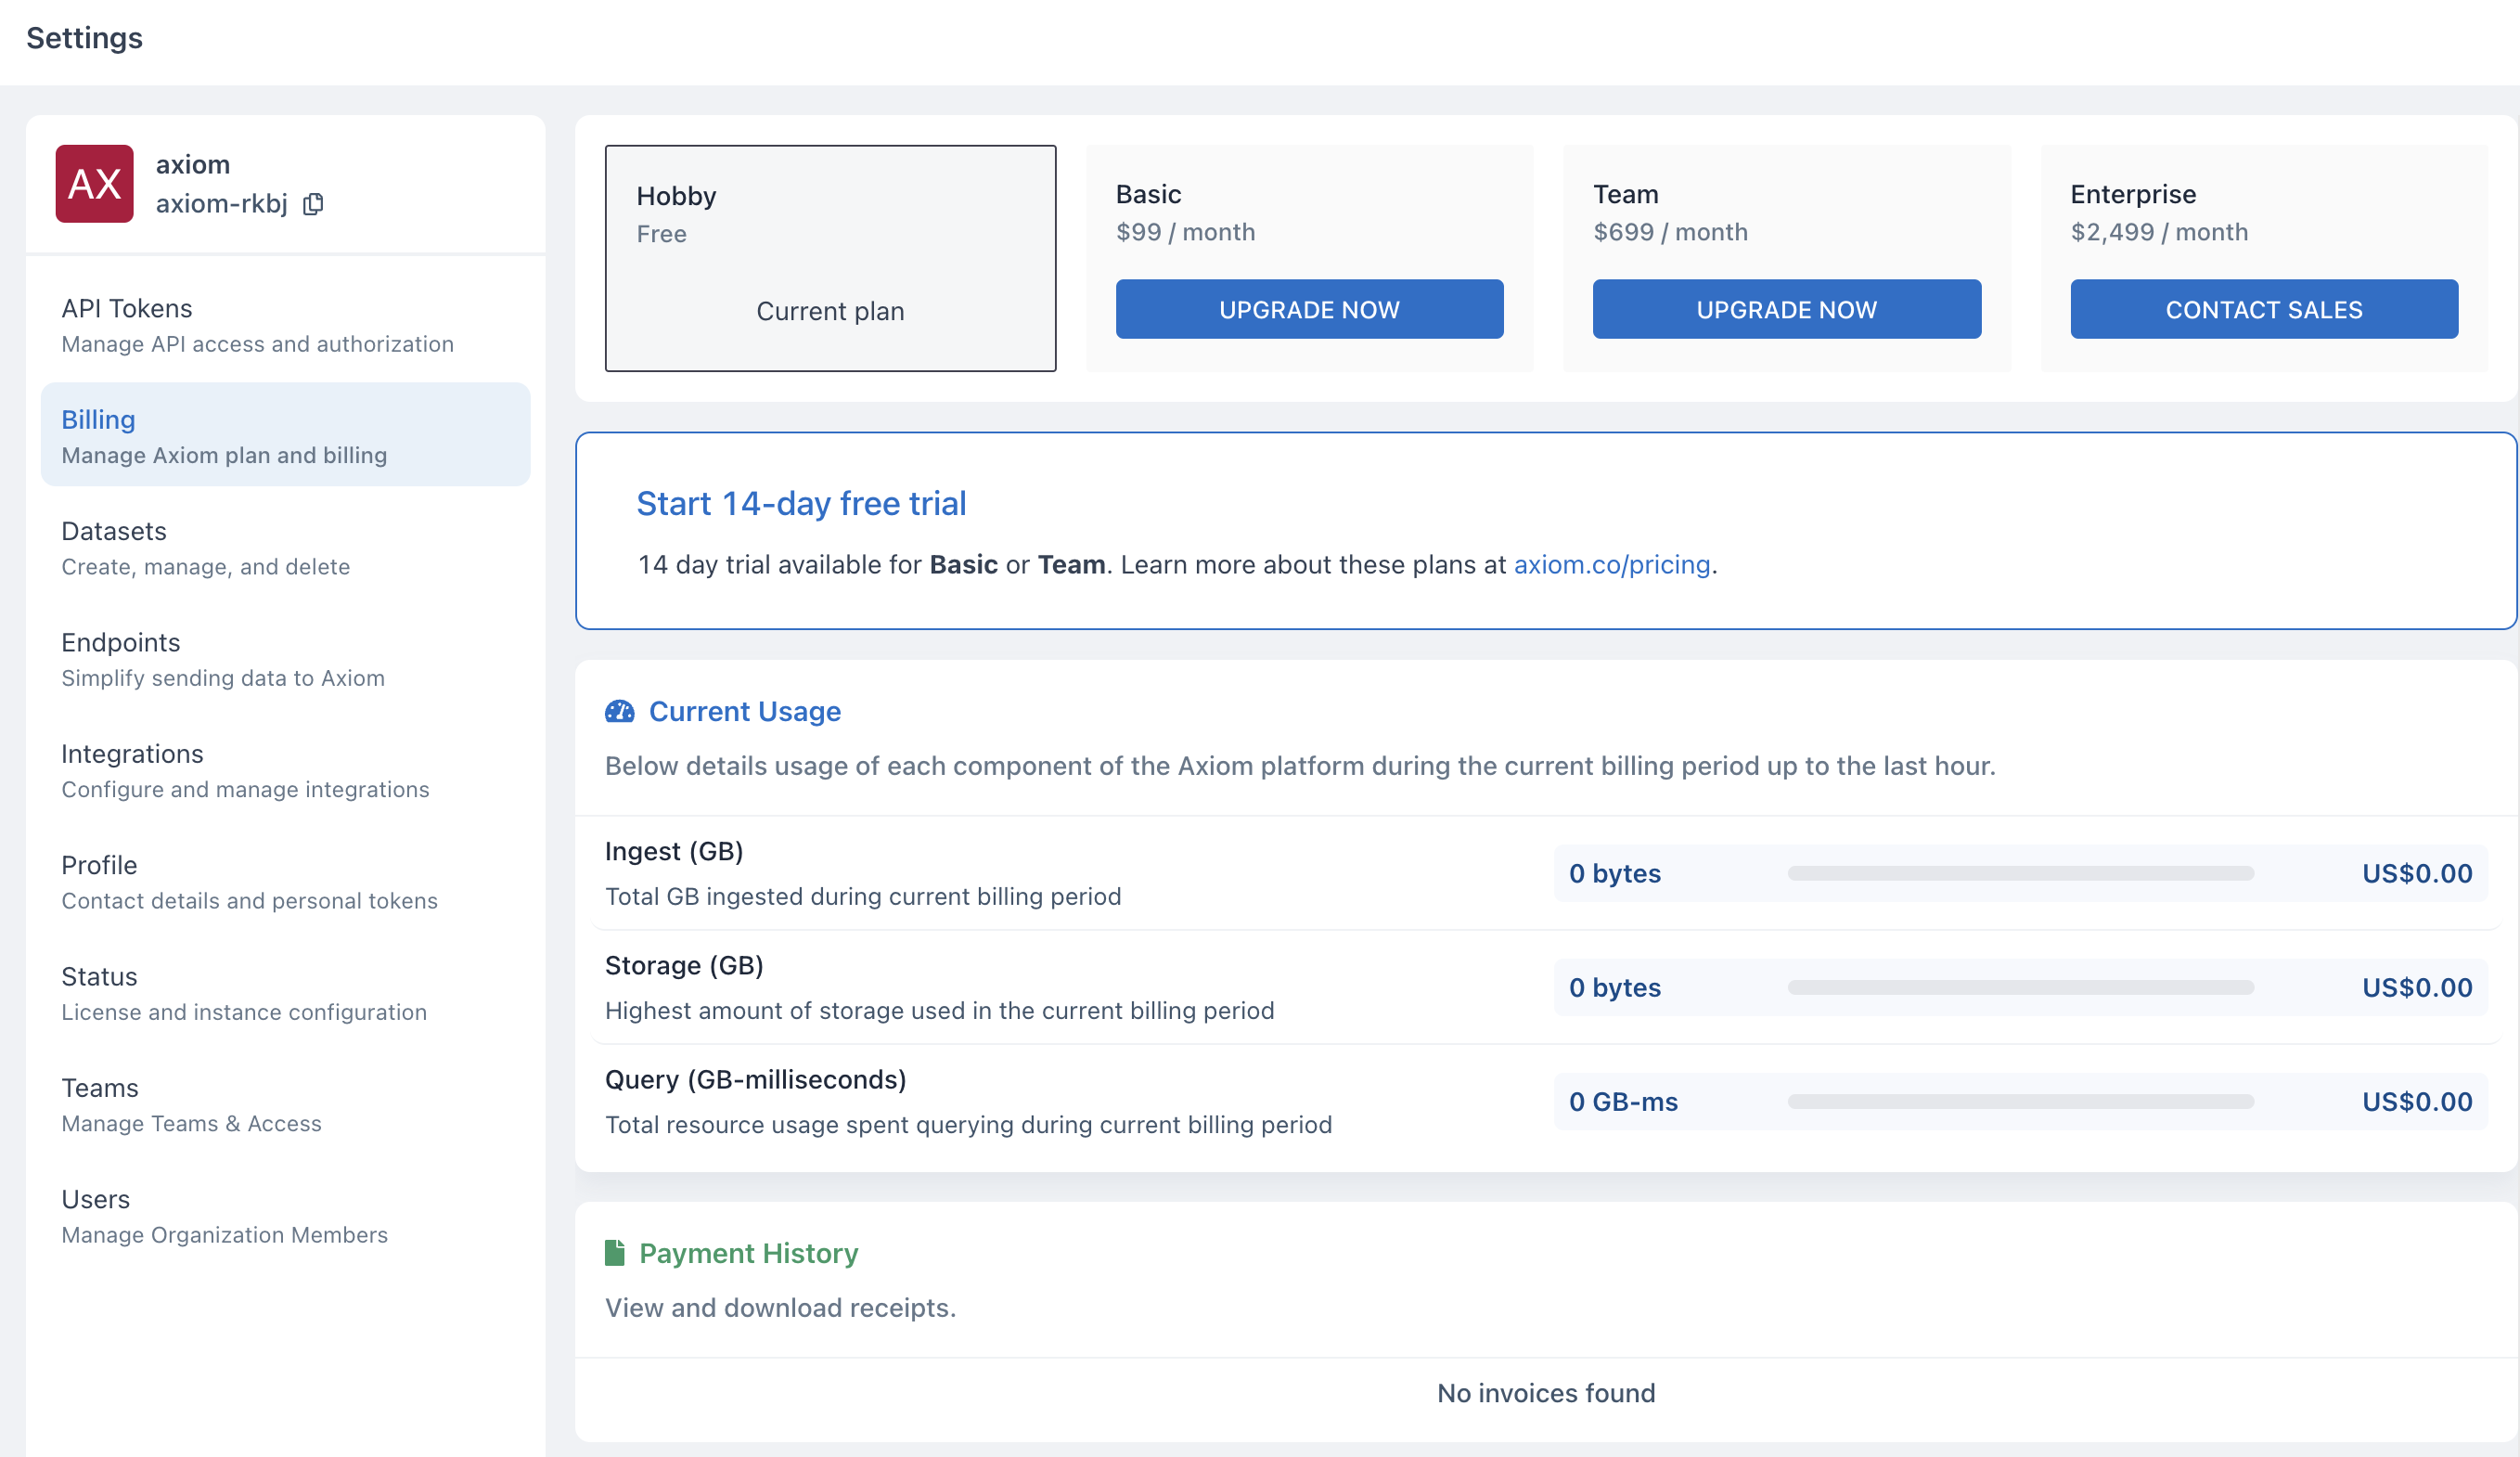 Settings
AX
axiom
axiom-rkbj
API Tokens
Manage API access and authorization
Billing
Manage Axiom plan and billing
Datasets
Create, manage, and delete
Endpoints
Simplify sending data to Axiom
Integrations
Configure and manage integrations
Profile
Contact details and personal tokens
Status
License and instance configuration
Teams
Manage Teams & Access
Users
Manage Organization Members
Hobby
Free
Current plan
Basic
$99 / month
UPGRADE NOW
Team
$699 / month
UPGRADE NOW
Enterprise
$2,499 / month
CONTACT SALES
Start 14-day free trial
14 day trial available for Basic or Team. Learn more about these plans at axiom.co/pricing.
Current Usage
Below details usage of each component of the Axiom platform during the current billing period up to the last hour.
Ingest (GB)
Total GB ingested during current billing period
0 bytes
US$0.00
Storage (GB)
Highest amount of storage used in the current billing period
0 bytes
US$0.00
Query (GB-milliseconds)
Total resource usage spent querying during current billing period
0 GB-ms
US$0.00
Payment History
View and download receipts.
No invoices found